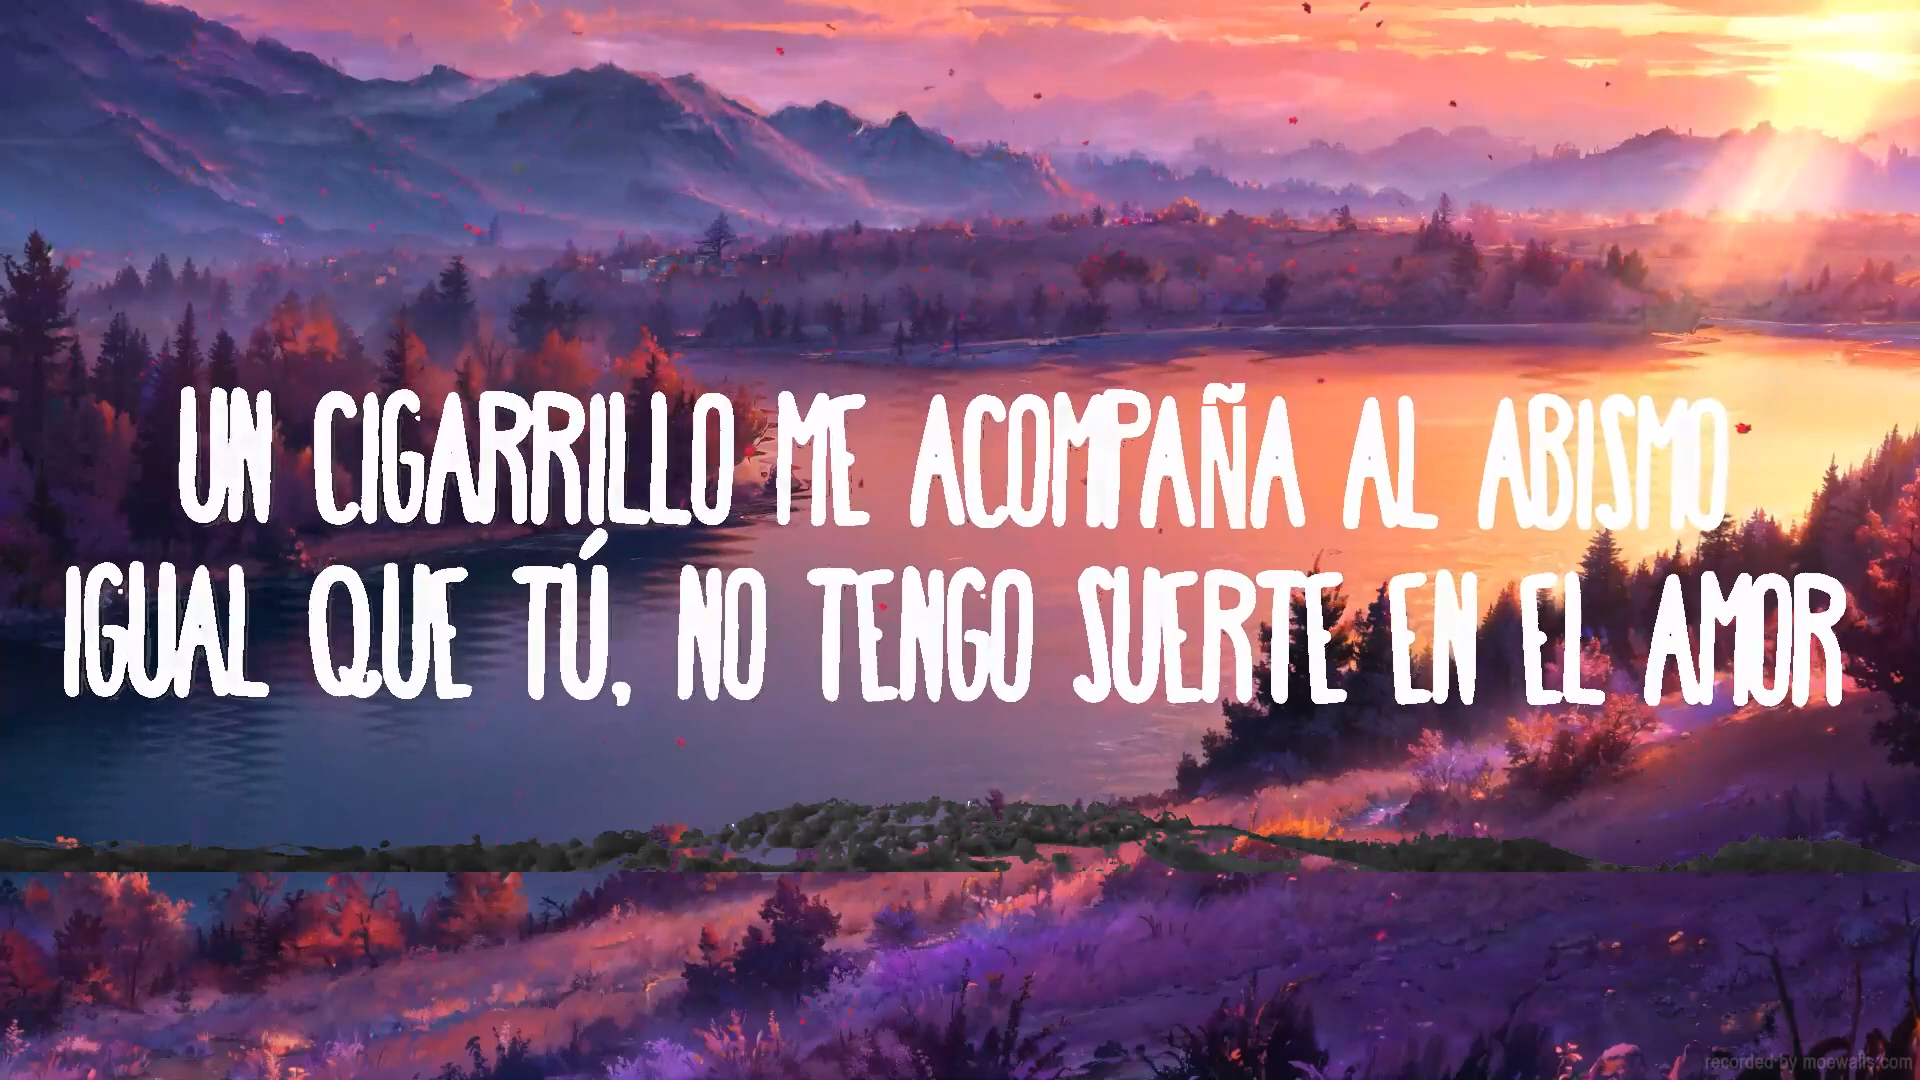 UN CIGARRILLO ME ACOMPAÑA AL ABISMO
IGUAL QUE TÚ, NO TENGO SUERTE EN EL AMOR
recorded by moewalls.com